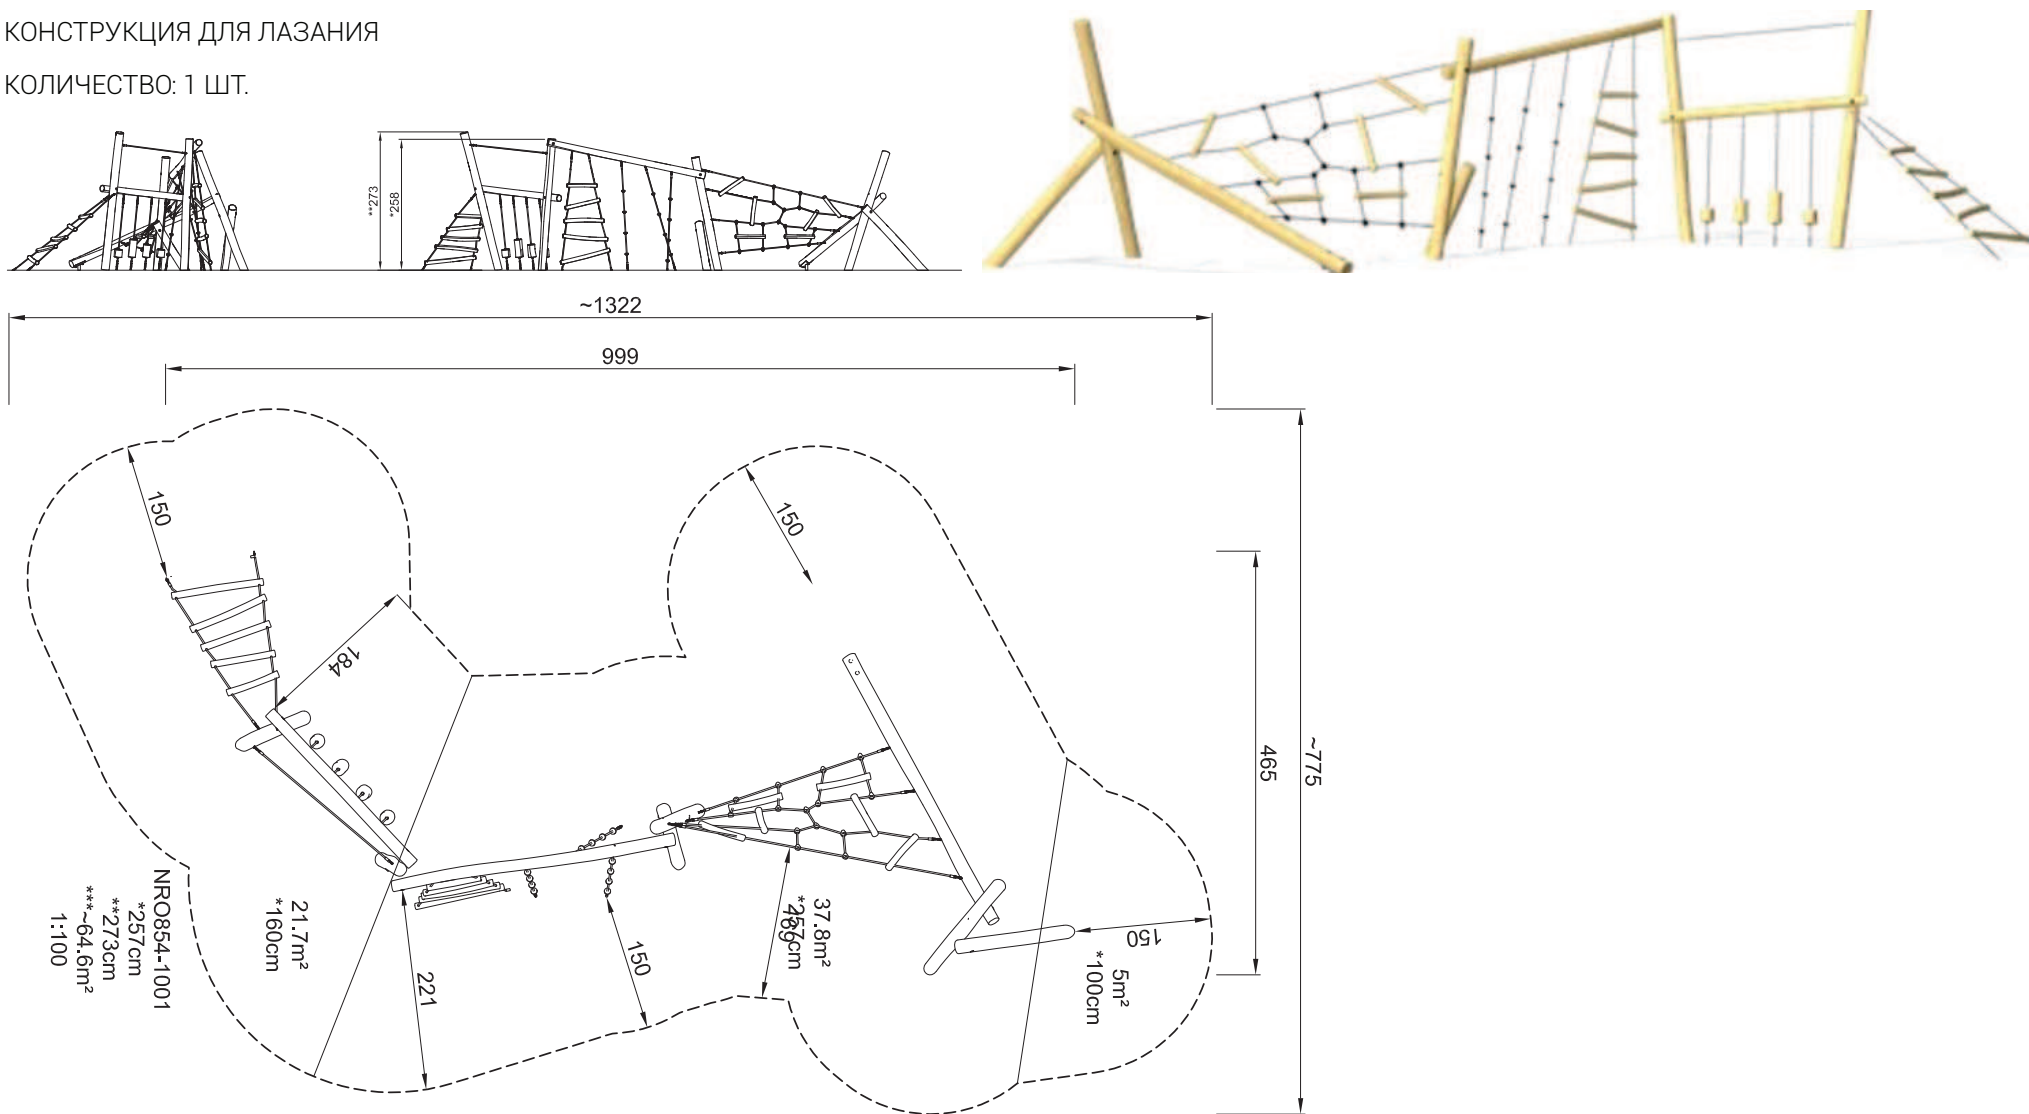 КОНСТРУКЦИЯ ДЛЯ ЛАЗАНИЯ
КОЛИЧЕСТВО: 1 ШТ.
**273
*258
~1322
999
150
150
184
465
~775
NRO854-1001
*257cm
**273cm
***~64.6m²
1:100
21.7m²
*160cm
221
150
37.8m²
*257cm
169
5m²
*100cm
150